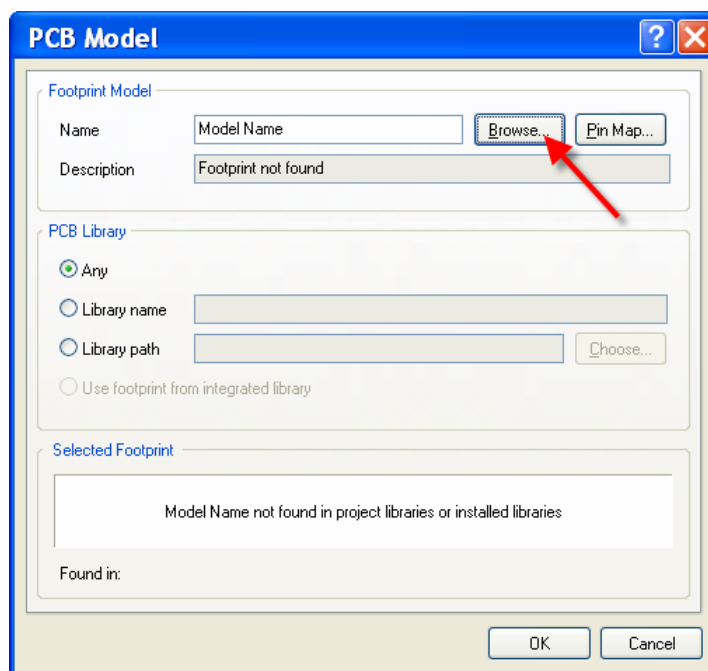 PCB Model
Footprint Model
Name Model Name Browse... Pin Map...
Description Footprint not found
PCB Library
Any
Library name
Library path Choose...
Use footprint from integrated library
Selected Footprint
Model Name not found in project libraries or installed libraries
Found in:
OK Cancel